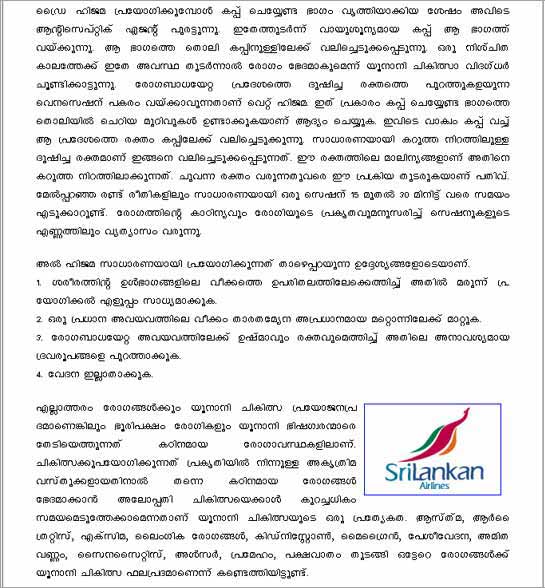 ഡ്രൈ ഹിജമ പ്രയോഗിക്കുമ്പോൾ കപ്പ് ചെയ്യേണ്ട ഭാഗം വൃത്തിയാക്കിയ ശേഷം അവിടെ
ആന്റിസെപ്റ്റിക് ഏജന്റ് പുരട്ടുന്നു. ഇതേത്തുടർന്ന് വായുശൂന്യമായ കപ്പ് ആ ഭാഗത്ത്
വയ്ക്കുന്നു. ആ ഭാഗത്തെ തൊലി കപ്പിനുള്ളിലേക്ക് വലിച്ചെടുക്കപ്പെടുന്നു. ഒരു നിശ്ചിത
കാലത്തേക്ക് ഇതേ അവസ്ഥ തുടർന്നാൽ രോഗം ഭേദമാകുമെന്ന് യൂനാനി ചികിത്സാ വിദഗ്ധർ
ചൂണ്ടിക്കാട്ടുന്നു. രോഗബാധയേറ്റ പ്രദേശത്തെ ദുഷിച്ച രക്തത്തെ പുറത്തുകളയുന്ന
വെനസെഷന് പകരം വയ്ക്കാവുന്നതാണ് വെറ്റ് ഹിജമ. ഇത് പ്രകാരം കപ്പ് ചെയ്യേണ്ട ഭാഗത്തെ
തൊലിയിൽ ചെറിയ മുറിവുകൾ ഉണ്ടാക്കുകയാണ് ആദ്യം ചെയ്യുക. ഇവിടെ വാക്വം കപ്പ് വച്ച്
ആ പ്രദേശത്തെ രക്തം കപ്പിലേക്ക് വലിച്ചെടുക്കുന്നു. സാധാരണയായി കറുത്ത നിറത്തിലുള്ള
ദുഷിച്ച രക്തമാണ് ഇങ്ങനെ വലിച്ചെടുക്കപ്പെടുന്നത്. ഈ രക്തത്തിലെ മാലിന്യങ്ങളാണ് അതിനെ
കറുത്ത നിറത്തിലാക്കുന്നത്. ചുവന്ന രക്തം വരുന്നതുവരെ ഈ പ്രക്രിയ തുടരുകയാണ് പതിവ്.
മേൽപ്പറഞ്ഞ രണ്ട് രീതികളിലും സാധാരണയായി ഒരു സെഷന് 15 മുതൽ 20 മിനിട്ട് വരെ സമയം
എടുക്കാറുണ്ട്. രോഗത്തിന്റെ കാഠിന്യവും രോഗിയുടെ പ്രകൃതവുമനുസരിച്ച് സെഷനുകളുടെ
എണ്ണത്തിലും വ്യത്യാസം വരുന്നു.
അൽ ഹിജമ സാധാരണയായി പ്രയോഗിക്കുന്നത് താഴെപ്പറയുന്ന ഉദ്ദേശ്യങ്ങളോടെയാണ്.
1. ശരീരത്തിന്റ ഉൾഭാഗങ്ങളിലെ വീക്കത്തെ ഉപരിതലത്തിലേക്കെത്തിച്ച് അതിൽ മരുന്ന് പ്ര
യോഗിക്കൽ എളുപ്പം സാധ്യമാക്കുക.
2. ഒരു പ്രധാന അവയവത്തിലെ വീക്കം താരതമ്യേന അപ്രധാനമായ മറ്റൊന്നിലേക്ക് മാറ്റുക.
3. രോഗബാധയേറ്റ അവയവത്തിലേക്ക് ഉഷ്മാവും രക്തവുമെത്തിച്ച് അതിലെ അനാവശ്യമായ
ദ്രവരൂപങ്ങളെ പുറത്താക്കുക.
4. വേദന ഇല്ലാതാക്കുക.
എല്ലാത്തരം രോഗങ്ങൾക്കും യൂനാനി ചികിത്സ പ്രയോജനപ്ര
ദമാണെങ്കിലും ഭൂരിപക്ഷം രോഗികളും യൂനാനി ഭിഷഗ്വരന്മാരെ
തേടിയെത്തുന്നത് കഠിനമായ രോഗാവസ്ഥകളിലാണ്.
ചികിത്സക്കുപയോഗിക്കുന്നത് പ്രകൃതിയിൽ നിന്നുള്ള അകൃത്രിമ
വസ്തുക്കളായതിനാൽ തന്നെ കഠിനമായ രോഗങ്ങൾ
ഭേദമാക്കാൻ അലോപ്പതി ചികിത്സയെക്കാൾ കുറച്ചധികം
സമയമെടുത്തേക്കാമെന്നതാണ് യൂനാനി ചികിത്സയുടെ ഒരു പ്രത്യേകത. ആസ്ത്മ, ആർതൈ
ത്രറ്റിസ്, എക്സിമ, ലൈംഗിക രോഗങ്ങൾ, കിഡ്നിസ്റ്റോൺ, മൈഗ്രൈൻ, പേശീവേദന, അമിത
വണ്ണം, സൈനസൈറ്റിസ്, അൾസർ, പ്രമേഹം, പക്ഷവാതം തുടങ്ങി ഒട്ടേറേ രോഗങ്ങൾക്ക്
യൂനാനി ചികിത്സ ഫലപ്രദമാണെന്ന് കണ്ടെത്തിയിട്ടുണ്ട്.
SriLankan
Airlines